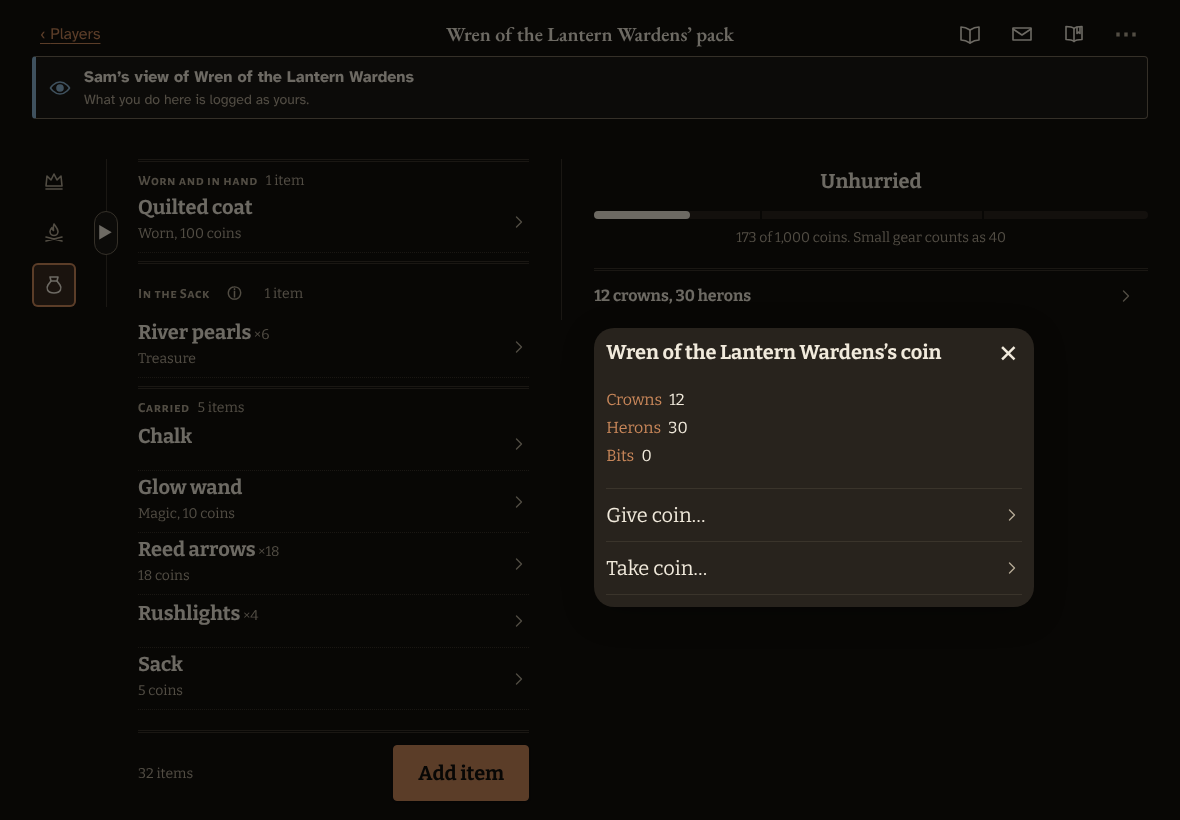 ‹ Players
Wren of the Lantern Wardens’ pack
Sam’s view of Wren of the Lantern Wardens
What you do here is logged as yours.
Worn and in hand 1 item
Quilted coat
Worn, 100 coins
In the Sack 1 item
River pearls ×6
Treasure
Carried 5 items
Chalk
Glow wand
Magic, 10 coins
Reed arrows ×18
18 coins
Rushlights ×4
Sack
5 coins
32 items
Add item
Unhurried
173 of 1,000 coins. Small gear counts as 40
12 crowns, 30 herons
Wren of the Lantern Wardens’s coin
Crowns 12
Herons 30
Bits 0
Give coin…
Take coin…